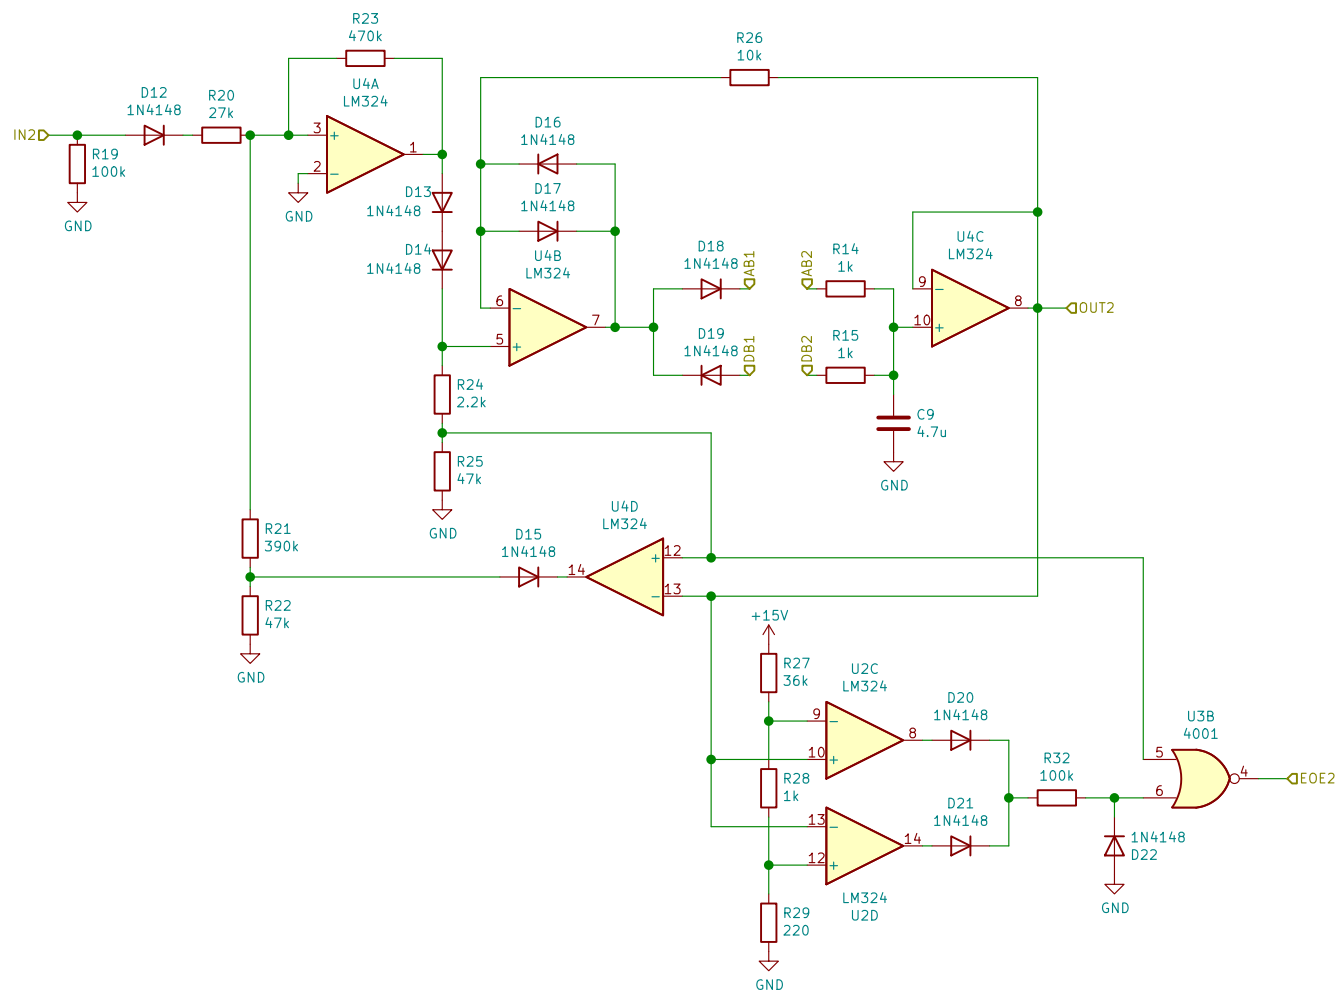 R23
470k
R26
10k
U4A
LM324
D12
1N4148
R20
27k
IN2
R19
100k
GND
3
+
2
−
1
GND
D13
1N4148
D14
1N4148
D16
1N4148
D17
1N4148
U4B
LM324
6
−
5
+
7
D18
1N4148
AB1
D19
1N4148
DB1
AB2
R14
1k
DB2
R15
1k
U4C
LM324
9
−
10
+
8
OUT2
C9
4.7u
GND
R24
2.2k
R25
47k
GND
U4D
LM324
12
+
13
−
14
D15
1N4148
R21
390k
R22
47k
GND
+15V
R27
36k
R28
1k
R29
220
GND
U2C
LM324
9
−
10
+
8
D20
1N4148
13
−
12
+
14
LM324
U2D
D21
1N4148
R32
100k
1N4148
D22
GND
U3B
4001
5
6
4
EOE2